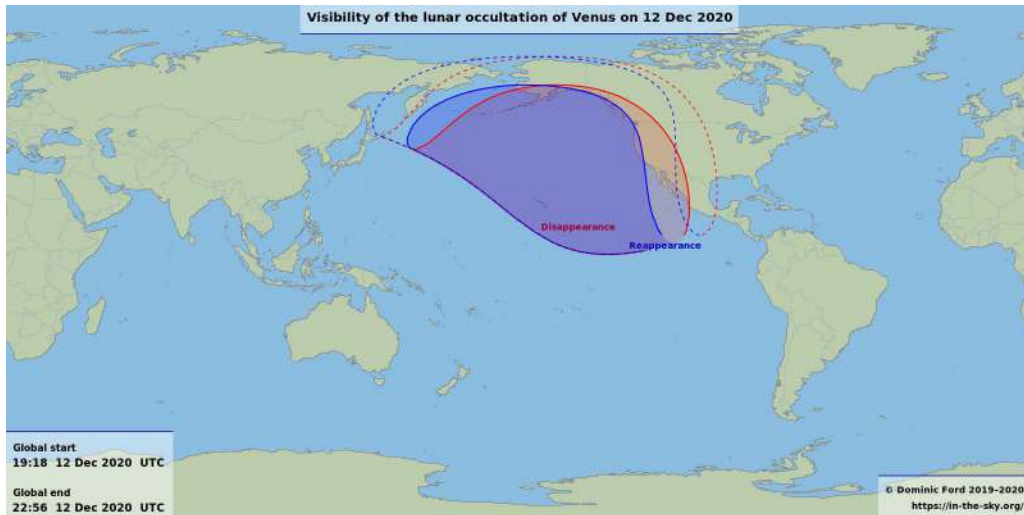 Visibility of the lunar occultation of Venus on 12 Dec 2020
Disappearance
Reappearance
Global start
19:18 12 Dec 2020 UTC
Global end
22:56 12 Dec 2020 UTC
© Dominic Ford 2019–2020
https://in-the-sky.org/